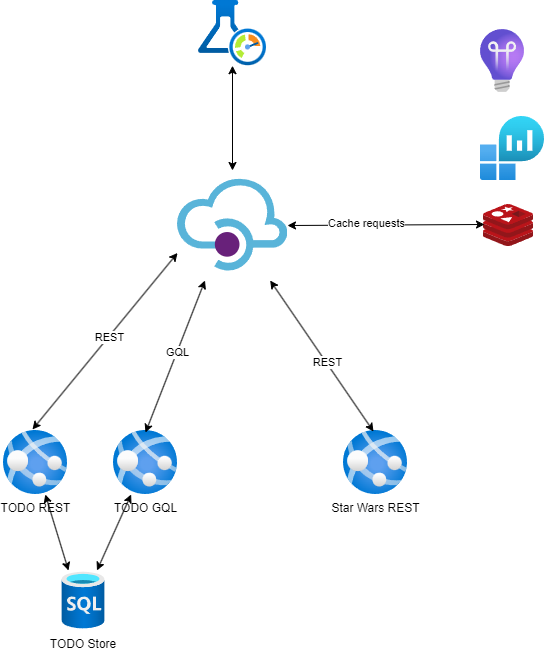 Cache requests
REST
GQL
REST
TODO REST
TODO GQL
Star Wars REST
SQL
TODO Store